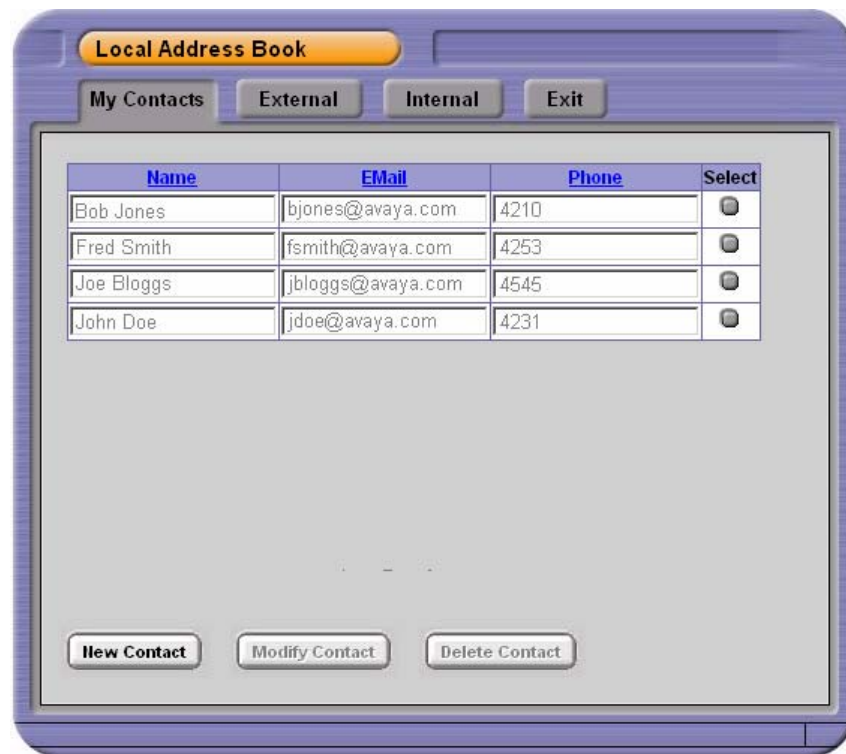 Local Address Book
My Contacts External Internal Exit
Name EMail Phone Select
Bob Jones bjones@avaya.com 4210
Fred Smith fsmith@avaya.com 4253
Joe Bloggs jbloggs@avaya.com 4545
John Doe jdoe@avaya.com 4231
New Contact Modify Contact Delete Contact